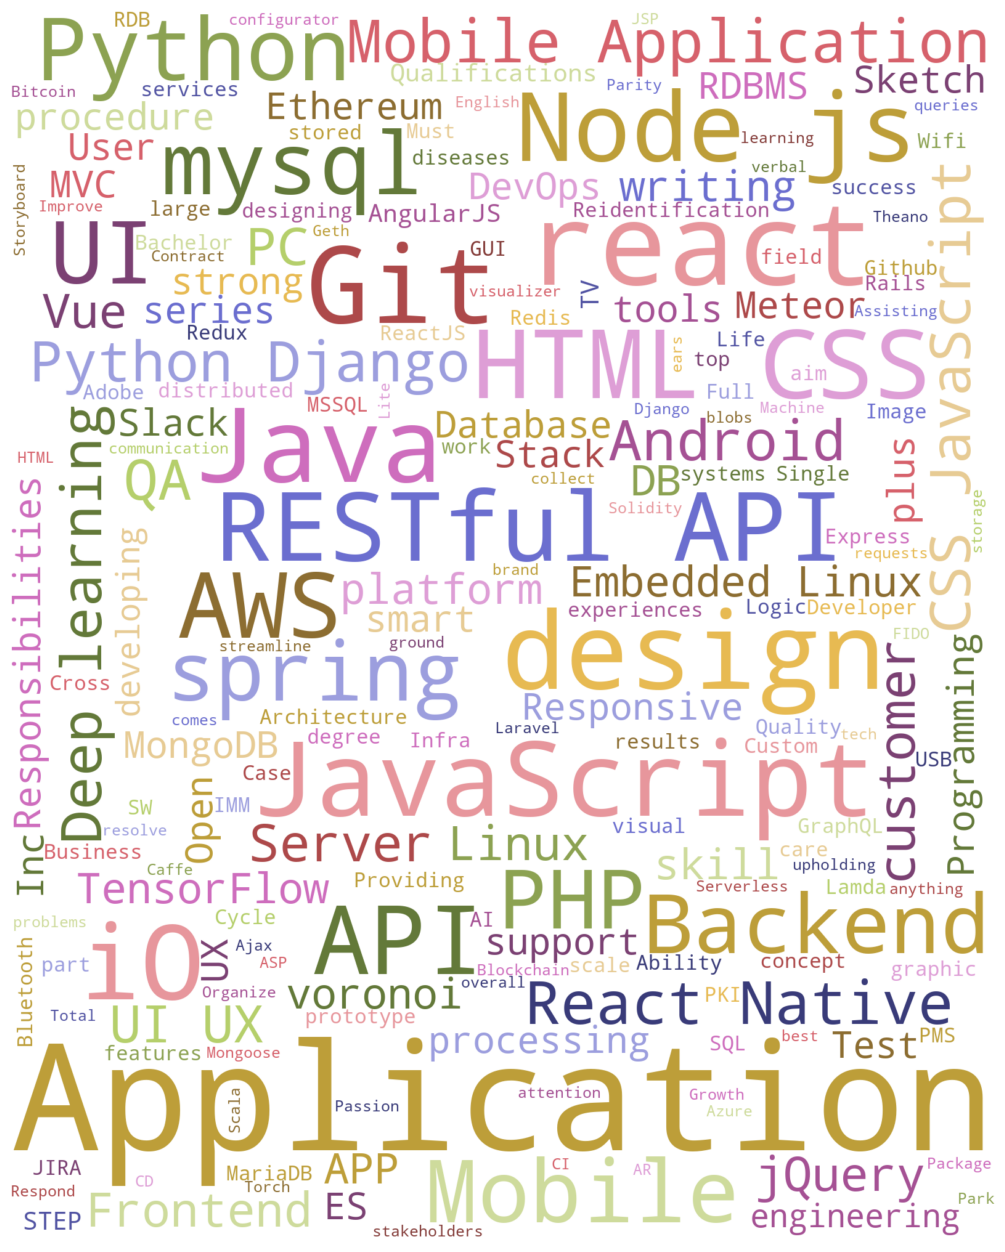 RDB
configurator
JSP
Python
Mobile Application
Qualifications
Parity
RDBMS
Sketch
Bitcoin
services
Ethereum
English
Node js
queries
procedure
stored
Must
learning
Wifi
User
mysql
diseases
verbal
Storyboard
MVC
DevOps
writing
success
Improve
large
designing
AngularJS
Reidentification
Theano
UI
Bachelor
PC
Geth
GUI
react
field
CSS JavaScript
Contract
Git
Github
strong
visualizer
TV
Rails
Vue
series
Redux
ReactJS
Redis
tools
Meteor
Assisting
Python Django
HTML CSS
ears
Life
top
aim
Adobe
distributed
Lite
Full
MSSQL
Django
blobs
Machine
Image
Deep learning
Slack
Java
Database
Android
communication
work
Stack
plus
HTML
QA
collect
DB
systems
Single
Responsibilities
RESTful API
Solidity
Express
storage
requests
developing
AWS
platform
brand
Embedded Linux
smart
experiences
Logic
Developer
streamline
ground
design
FIDO
spring
customer
Programming
Cross
comes
Architecture
Responsive
Laravel
Quality
tech
MongoDB
degree
Infra
results
Custom
Case
JavaScript
USB
Open
SW
IMM
visual
GraphQL
resolve
Server
Linux
Inc
Business
Caffe
skill
care
upholding
TensorFlow
Providing
PHP
Serverless
Lamda
anything
problems
Cycle
API
AI
Backend
iO
UX
Ajax
support
Bluetooth
part
ASP
Blockchain
scale
Ability
concept
graphic
Organize
voronoi
overall
React Native
PKI
Total
UI UX
prototype
features
Mongoose
processing
SQL
best
Test
PMS
Application
Scala
Passion
attention
Growth
Azure
JIRA
CD
MariaDB
APP
Mobile
CI
AR
jQuery
Package
Respond
Torch
Frontend
ES
Park
STEP
engineering
stakeholders